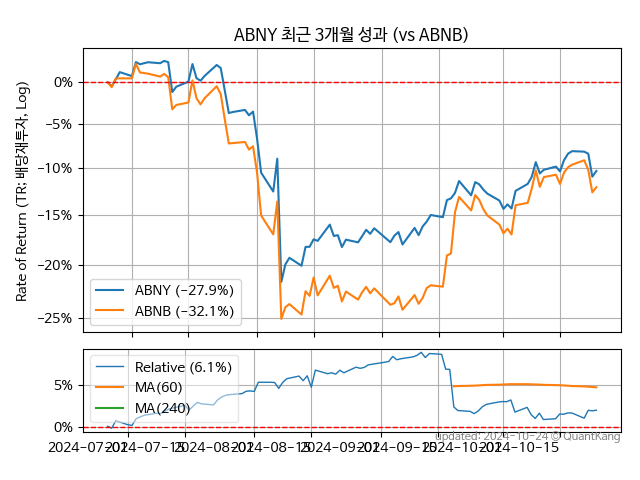 ABNY 최근 3개월 성과 (vs ABNB)
Rate of Return (TR: 배당재투자, Log)
0%
−5%
−10%
−15%
−20%
−25%
ABNY (−27.9%)
ABNB (−32.1%)
5%
0%
Relative (6.1%)
MA(60)
MA(240)
2024-07-01
2024-07-15
2024-08-01
2024-08-15
2024-09-01
2024-09-15
2024-10-01
2024-10-15
Updated: 2024-10-24 © QuantKang